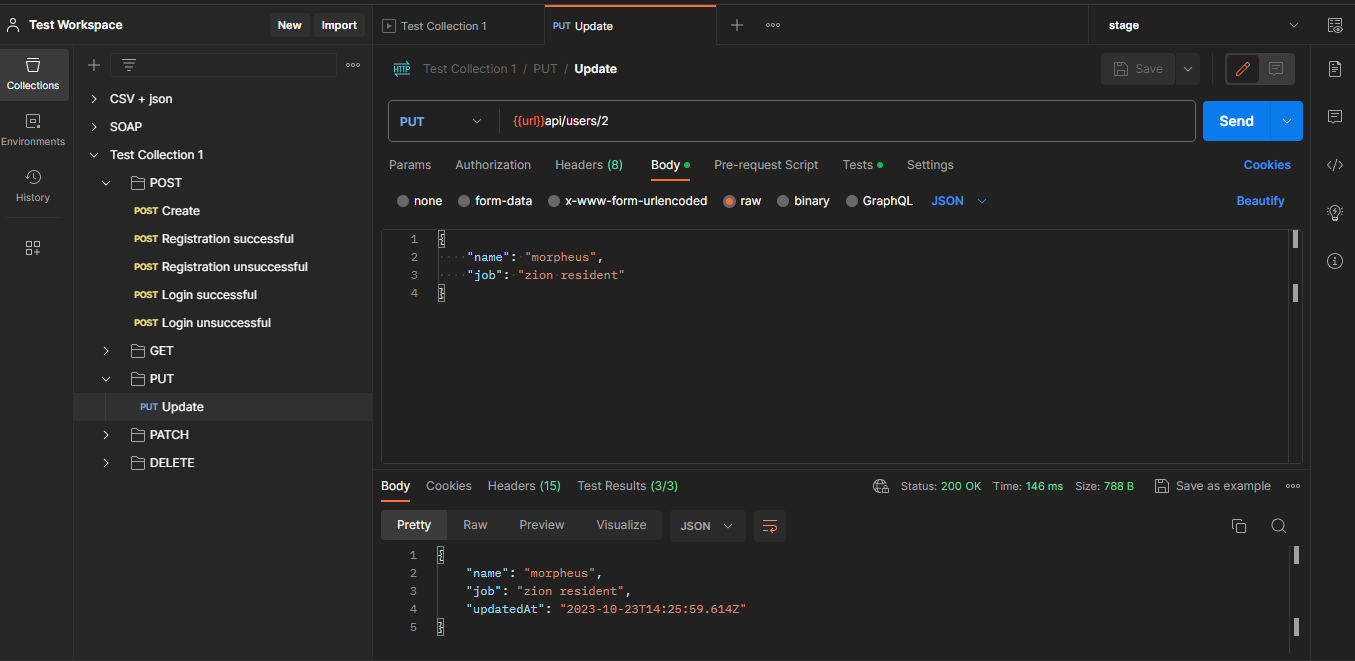 Test Workspace
New
Import
Test Collection 1
PUT Update
stage
Collections
Environments
History
CSV + json
SOAP
Test Collection 1
POST
POST Create
POST Registration successful
POST Registration unsuccessful
POST Login successful
POST Login unsuccessful
GET
PUT
PUT Update
PATCH
DELETE
HTTP Test Collection 1 / PUT / Update
Save
PUT {{url}}api/users/2
Send
Params Authorization Headers (8) Body Pre-request Script Tests Settings
Cookies
none form-data x-www-form-urlencoded raw binary GraphQL JSON
Beautify
1 {
2 "name": "morpheus",
3 "job": "zion resident"
4 }
Body Cookies Headers (15) Test Results (3/3)
Status: 200 OK Time: 146 ms Size: 788 B Save as example
Pretty Raw Preview Visualize JSON
1 {
2 "name": "morpheus",
3 "job": "zion resident",
4 "updatedAt": "2023-10-23T14:25:59.614Z"
5 }